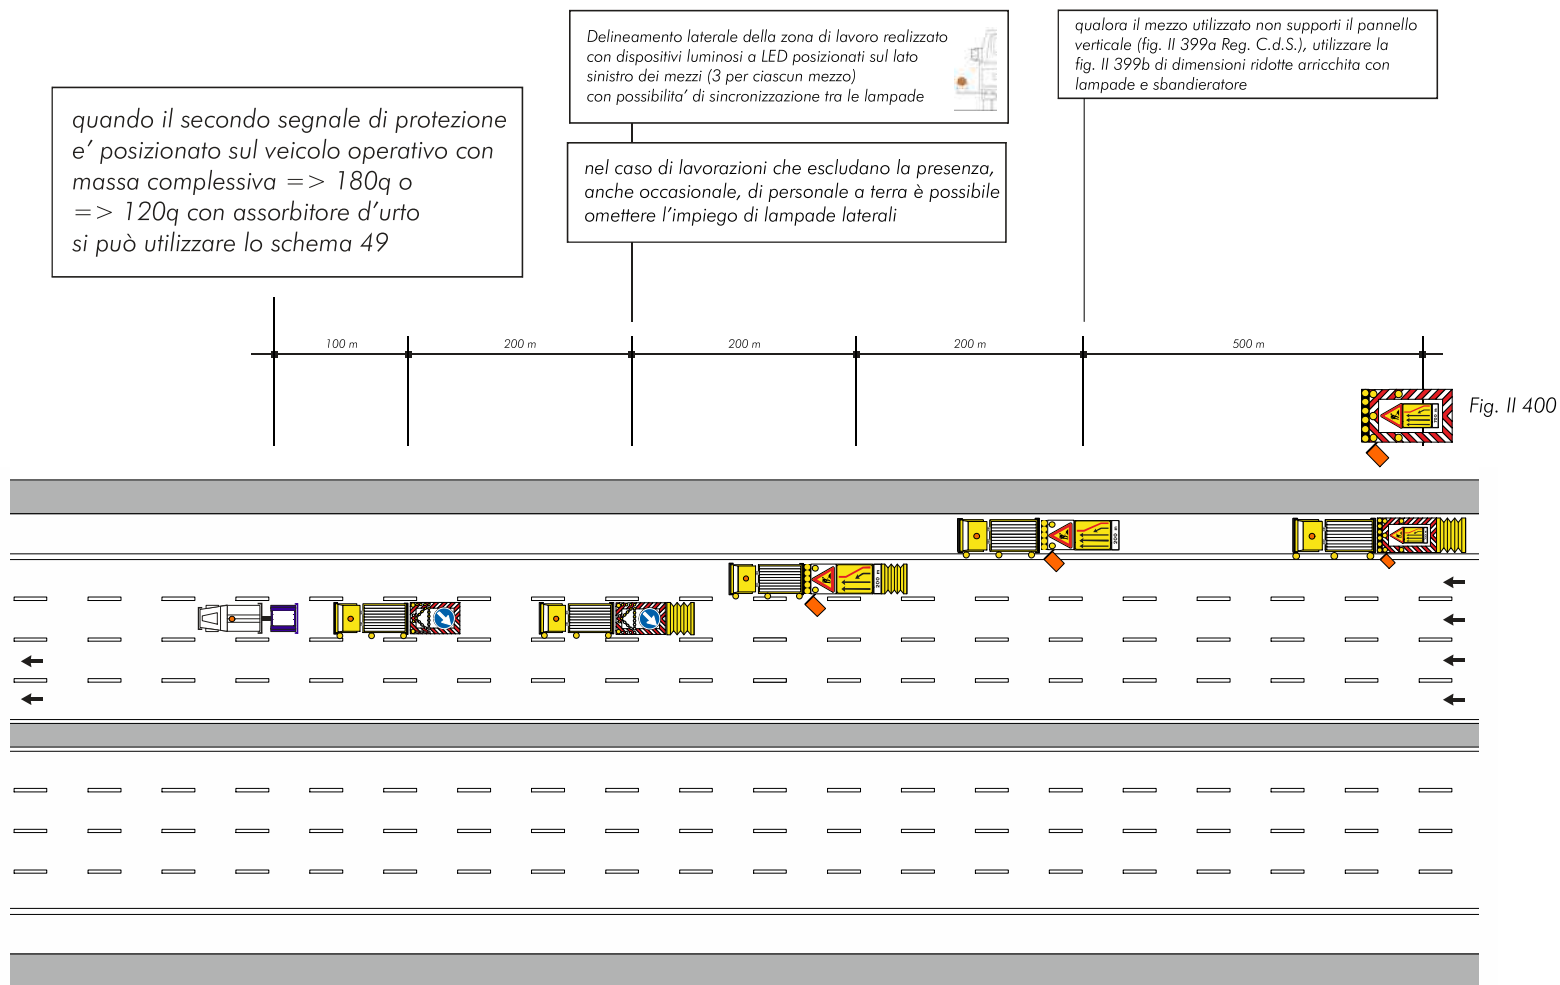 quando il secondo segnale di protezione
e' posizionato sul veicolo operativo con
massa complessiva => 180q o
=> 120q con assorbitore d'urto
si può utilizzare lo schema 49
Delineamento laterale della zona di lavoro realizzato
con dispositivi luminosi a LED posizionati sul lato
sinistro dei mezzi (3 per ciascun mezzo)
con possibilita' di sincronizzazione tra le lampade
nel caso di lavorazioni che escludano la presenza,
anche occasionale, di personale a terra è possibile
omettere l'impiego di lampade laterali
qualora il mezzo utilizzato non supporti il pannello
verticale (fig. II 399a Reg. C.d.S.), utilizzare la
fig. II 399b di dimensioni ridotte arricchita con
lampade e sbandieratore
100 m
200 m
200 m
200 m
500 m
Fig. II 400
700 m
200 m
200 m